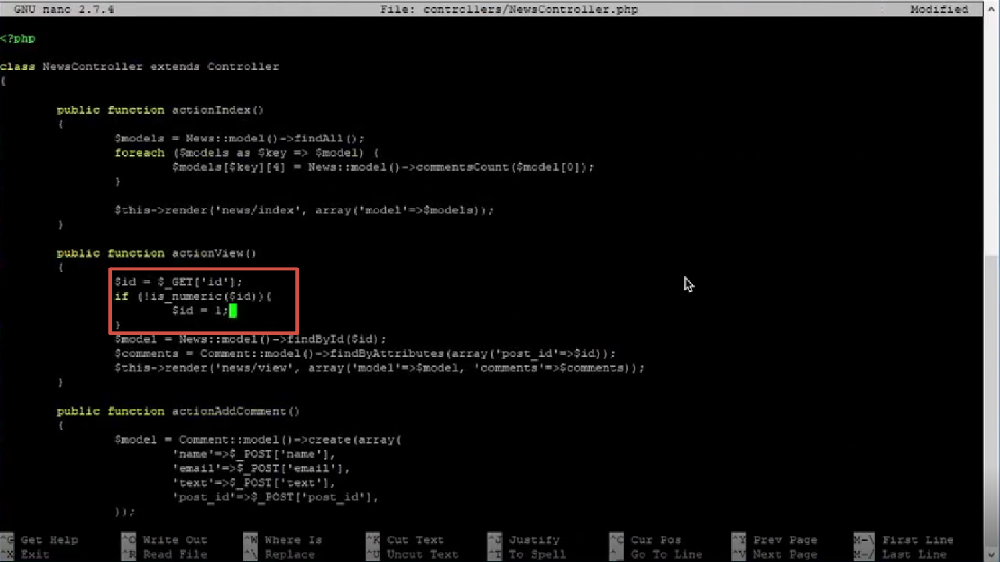 GNU nano 2.7.4 File: controllers/NewsController.php Modified
<?php
class NewsController extends Controller
{
public function actionIndex()
{
$models = News::model()->findAll();
foreach ($models as $key => $model) {
$models[$key][4] = News::model()->commentsCount($model[0]);
}
$this->render('news/index', array('model'=>$models));
}
public function actionView()
{
$id = $_GET['id'];
if (!is_numeric($id)){
$id = 1;
}
$model = News::model()->findById($id);
$comments = Comment::model()->findByAttributes(array('post_id'=>$id));
$this->render('news/view', array('model'=>$model, 'comments'=>$comments));
}
public function actionAddComment()
{
$model = Comment::model()->create(array(
'name'=>$_POST['name'],
'email'=>$_POST['email'],
'text'=>$_POST['text'],
'post_id'=>$_POST['post_id'],
));
^G Get Help ^O Write Out ^W Where Is ^K Cut Text ^J Justify ^C Cur Pos ^Y Prev Page M-\ First Line
^X Exit ^R Read File ^\ Replace ^U Uncut Text ^T To Spell ^_ Go To Line ^V Next Page M-/ Last Line